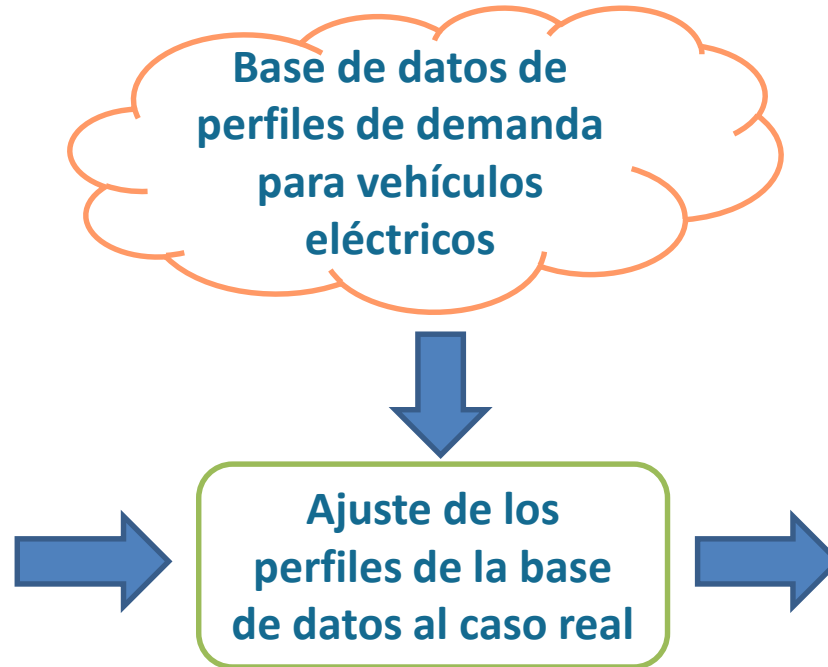 Base de datos de
perfiles de demanda
para vehículos
eléctricos
Ajuste de los
perfiles de la base
de datos al caso real